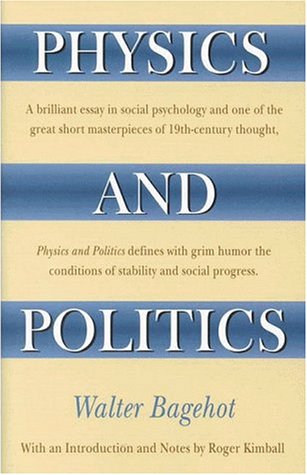 PHYSICS
A brilliant essay in social psychology and one of the
great short masterpieces of 19th-century thought,
AND
Physics and Politics defines with grim humor the
conditions of stability and social progress.
POLITICS
Walter Bagehot
With an Introduction and Notes by Roger Kimball